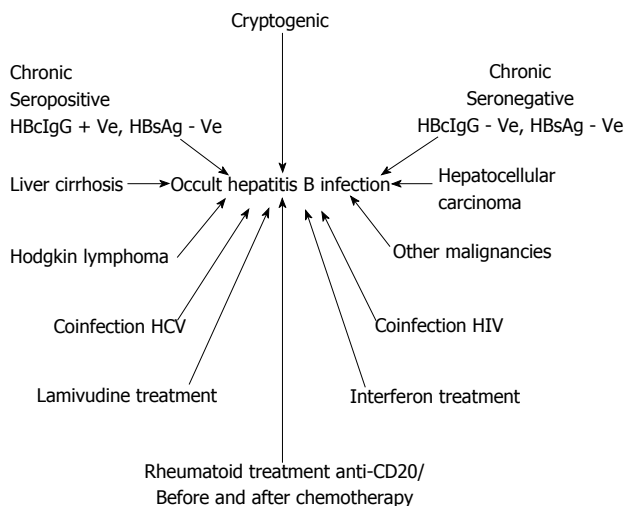 Cryptogenic
Chronic
Seropositive
HBcIgG + Ve, HBsAg - Ve
Chronic
Seronegative
HBcIgG - Ve, HBsAg - Ve
Liver cirrhosis
Occult hepatitis B infection
Hepatocellular
carcinoma
Hodgkin lymphoma
Other malignancies
Coinfection HCV
Coinfection HIV
Lamivudine treatment
Interferon treatment
Rheumatoid treatment anti-CD20/
Before and after chemotherapy